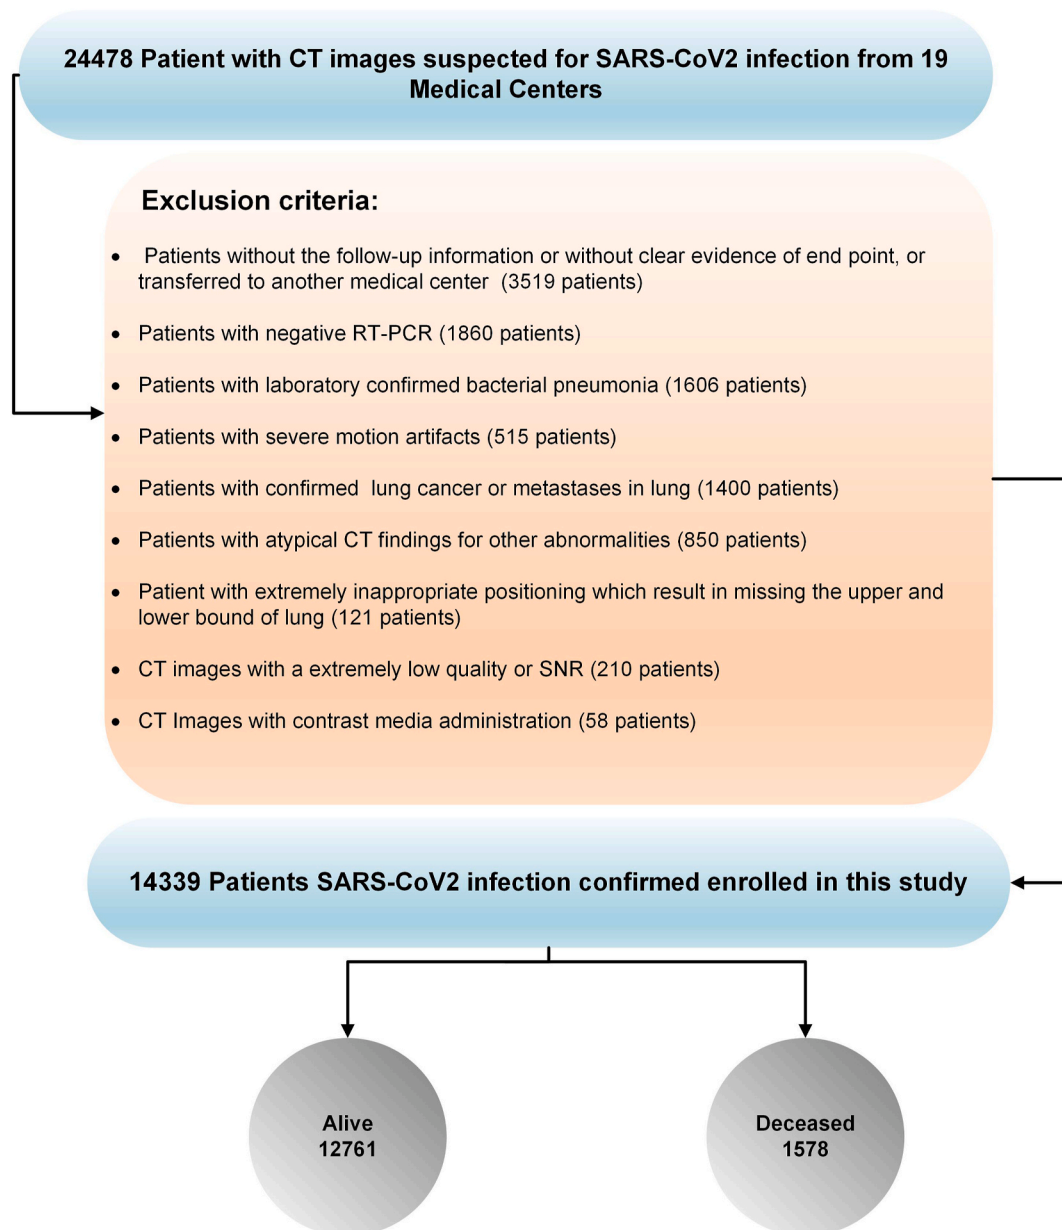 24478 Patient with CT images suspected for SARS-CoV2 infection from 19
Medical Centers
Exclusion criteria:
• Patients without the follow-up information or without clear evidence of end point, or
transferred to another medical center (3519 patients)
• Patients with negative RT-PCR (1860 patients)
• Patients with laboratory confirmed bacterial pneumonia (1606 patients)
• Patients with severe motion artifacts (515 patients)
• Patients with confirmed lung cancer or metastases in lung (1400 patients)
• Patients with atypical CT findings for other abnormalities (850 patients)
• Patient with extremely inappropriate positioning which result in missing the upper and
lower bound of lung (121 patients)
• CT images with a extremely low quality or SNR (210 patients)
• CT Images with contrast media administration (58 patients)
14339 Patients SARS-CoV2 infection confirmed enrolled in this study
Alive
12761
Deceased
1578